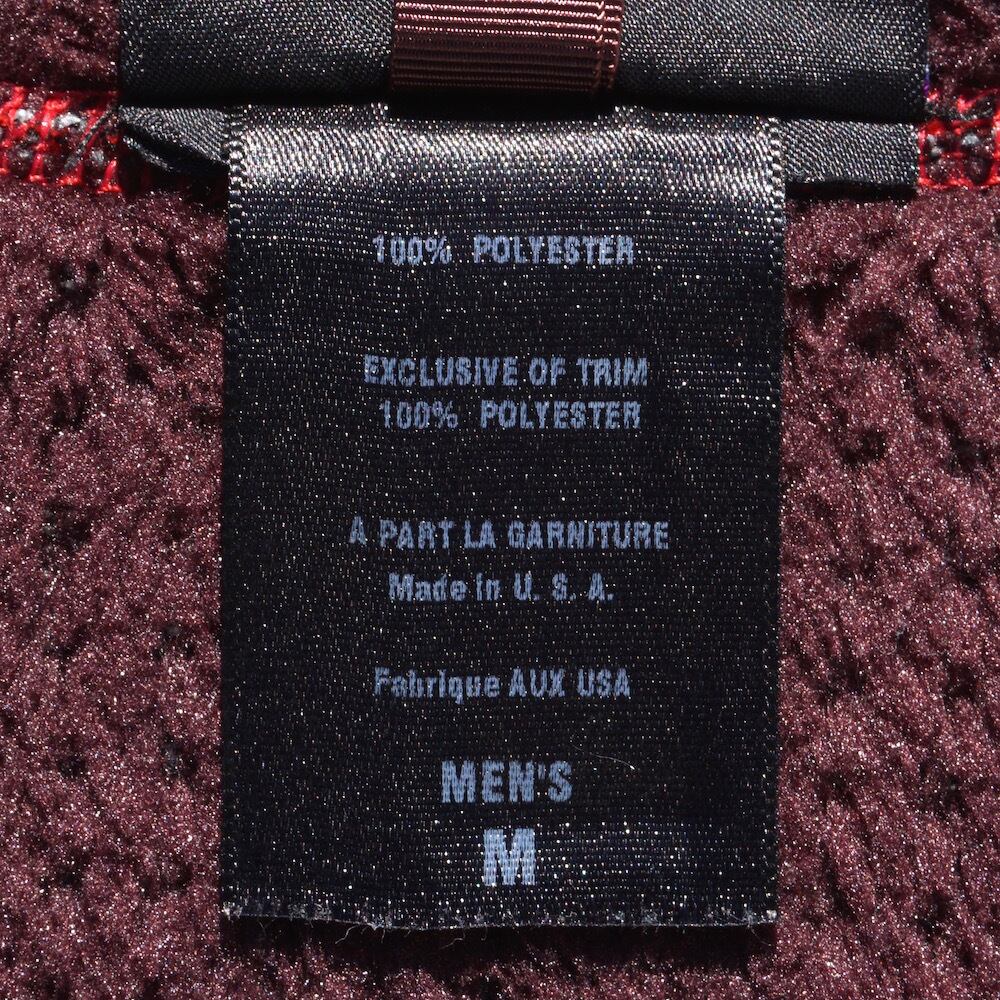 100% POLYESTER
EXCLUSIVE OF TRIM
100% POLYESTER
A PART LA GARNITURE
Made in U. S. A.
Fabrique AUX USA
MEN'S
M